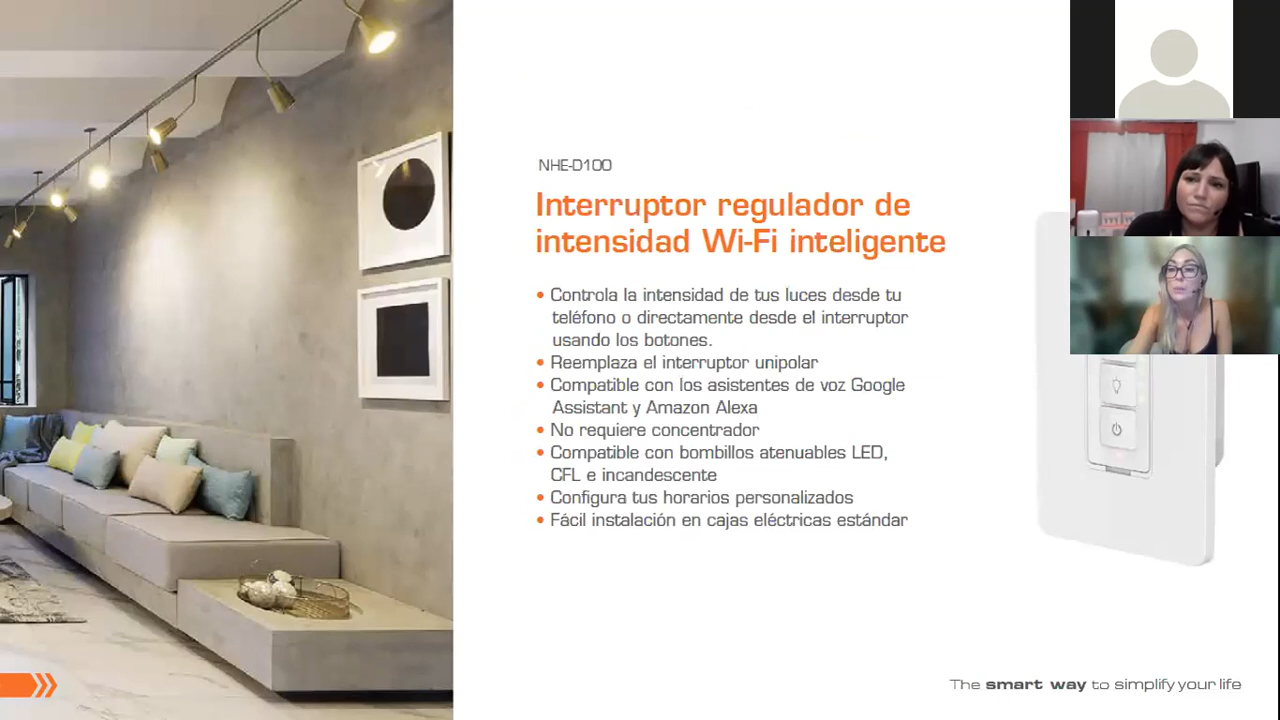 NHE-D100
Interruptor regulador de
intensidad Wi-Fi inteligente
• Controla la intensidad de tus luces desde tu
teléfono o directamente desde el interruptor
usando los botones.
• Reemplaza el interruptor unipolar
• Compatible con los asistentes de voz Google
Assistant y Amazon Alexa
• No requiere concentrador
• Compatible con bombillos atenuables LED,
CFL e incandescente
• Configura tus horarios personalizados
• Fácil instalación en cajas eléctricas estándar
The smart way to simplify your life